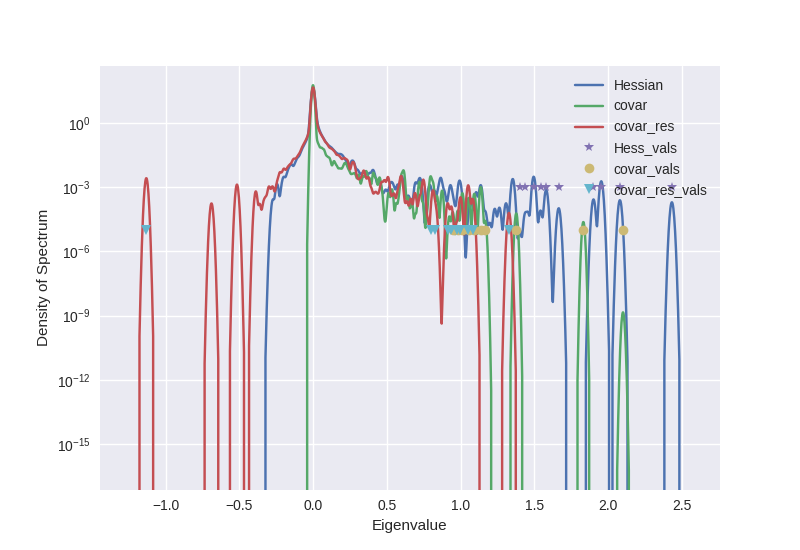 Hessian
covar
covar_res
Hess_vals
covar_vals
covar_res_vals
10^0
10^-3
10^-6
10^-9
10^-12
10^-15
Density of Spectrum
-1.0 -0.5 0.0 0.5 1.0 1.5 2.0 2.5
Eigenvalue